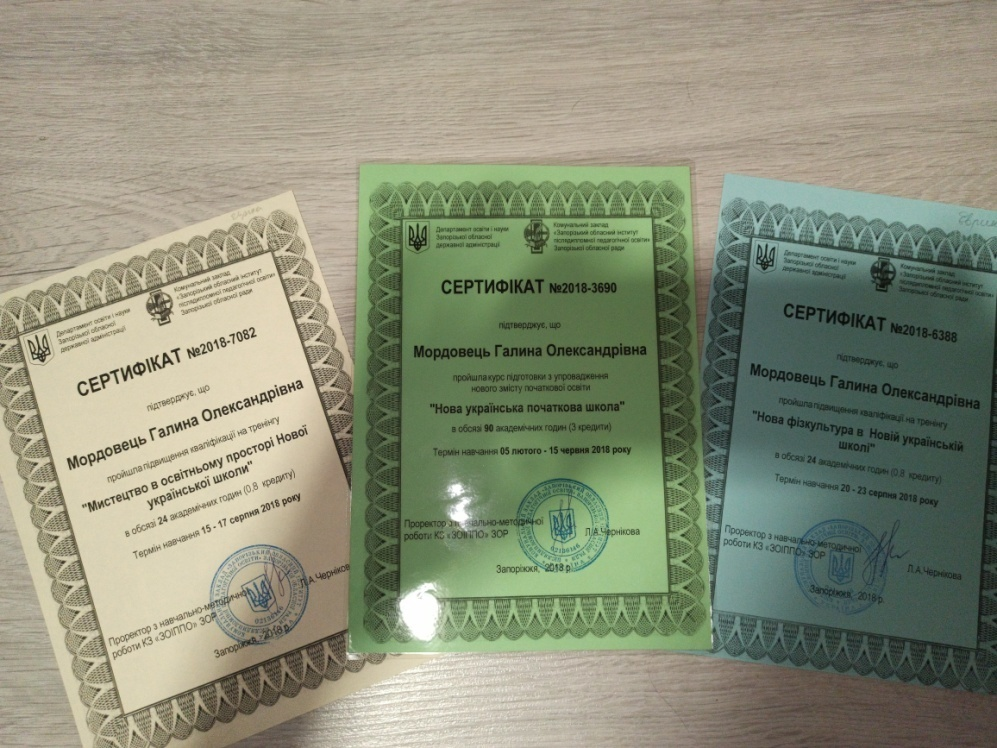 Департамент освіти і науки
Запорізької обласної
державної адміністрації
Комунальний заклад
«Запорізький обласний інститут
післядипломної педагогічної освіти»
Запорізької обласної ради
СЕРТИФІКАТ №2018-7082
підтверджує, що
Мордовець Галина Олександрівна
пройшла підвищення кваліфікації на тренінгу
"Мистецтво в освітньому просторі Нової
української школи"
в обсязі 24 академічних годин (0,8 кредиту)
Термін навчання 15 - 17 серпня 2018 року
Проректор з навчально-методичної
роботи КЗ «ЗОІППО» ЗОР
Л.А.Чернікова
Запоріжжя, 2018 р.
Департамент освіти і науки
Запорізької обласної
державної адміністрації
Комунальний заклад
«Запорізький обласний інститут
післядипломної педагогічної освіти»
Запорізької обласної ради
СЕРТИФІКАТ №2018-3690
підтверджує, що
Мордовець Галина Олександрівна
пройшла курс підготовки з упровадження
нового змісту початкової освіти
"Нова українська початкова школа"
в обсязі 90 академічних годин (3 кредити)
Термін навчання 05 лютого - 15 червня 2018 року
Проректор з навчально-методичної
роботи КЗ «ЗОІППО» ЗОР
Л.А.Чернікова
02136146
Запоріжжя, 2018 р.
Департамент освіти і науки
Запорізької обласної
державної адміністрації
Комунальний заклад
«Запорізький обласний інститут
післядипломної педагогічної освіти»
Запорізької обласної ради
СЕРТИФІКАТ №2018-6388
підтверджує, що
Мордовець Галина Олександрівна
пройшла підвищення кваліфікації на тренінгу
"Нова фізкультура в Новій українській
школі"
в обсязі 24 академічних годин (0,8 кредиту)
Термін навчання 20 - 23 серпня 2018 року
Проректор з навчально-методичної
роботи КЗ «ЗОІППО» ЗОР
Л.А.Чернікова
Запоріжжя, 2018 р.